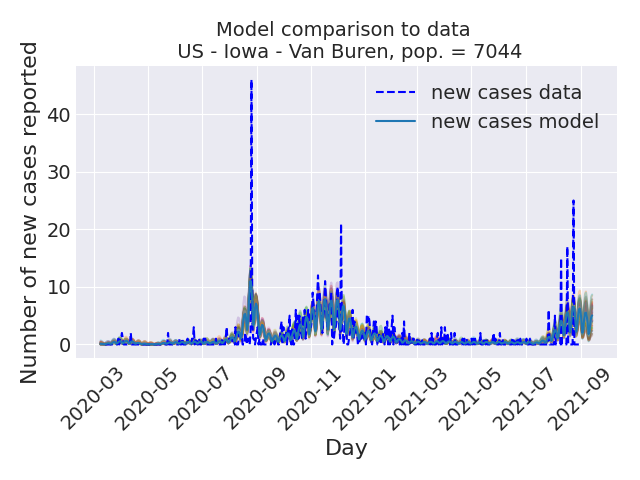 Model comparison to data
US - Iowa - Van Buren, pop. = 7044
Number of new cases reported
40
30
20
10
0
new cases data
new cases model
2020-03
2020-05
2020-07
2020-09
2020-11
2021-01
2021-03
2021-05
2021-07
2021-09
Day